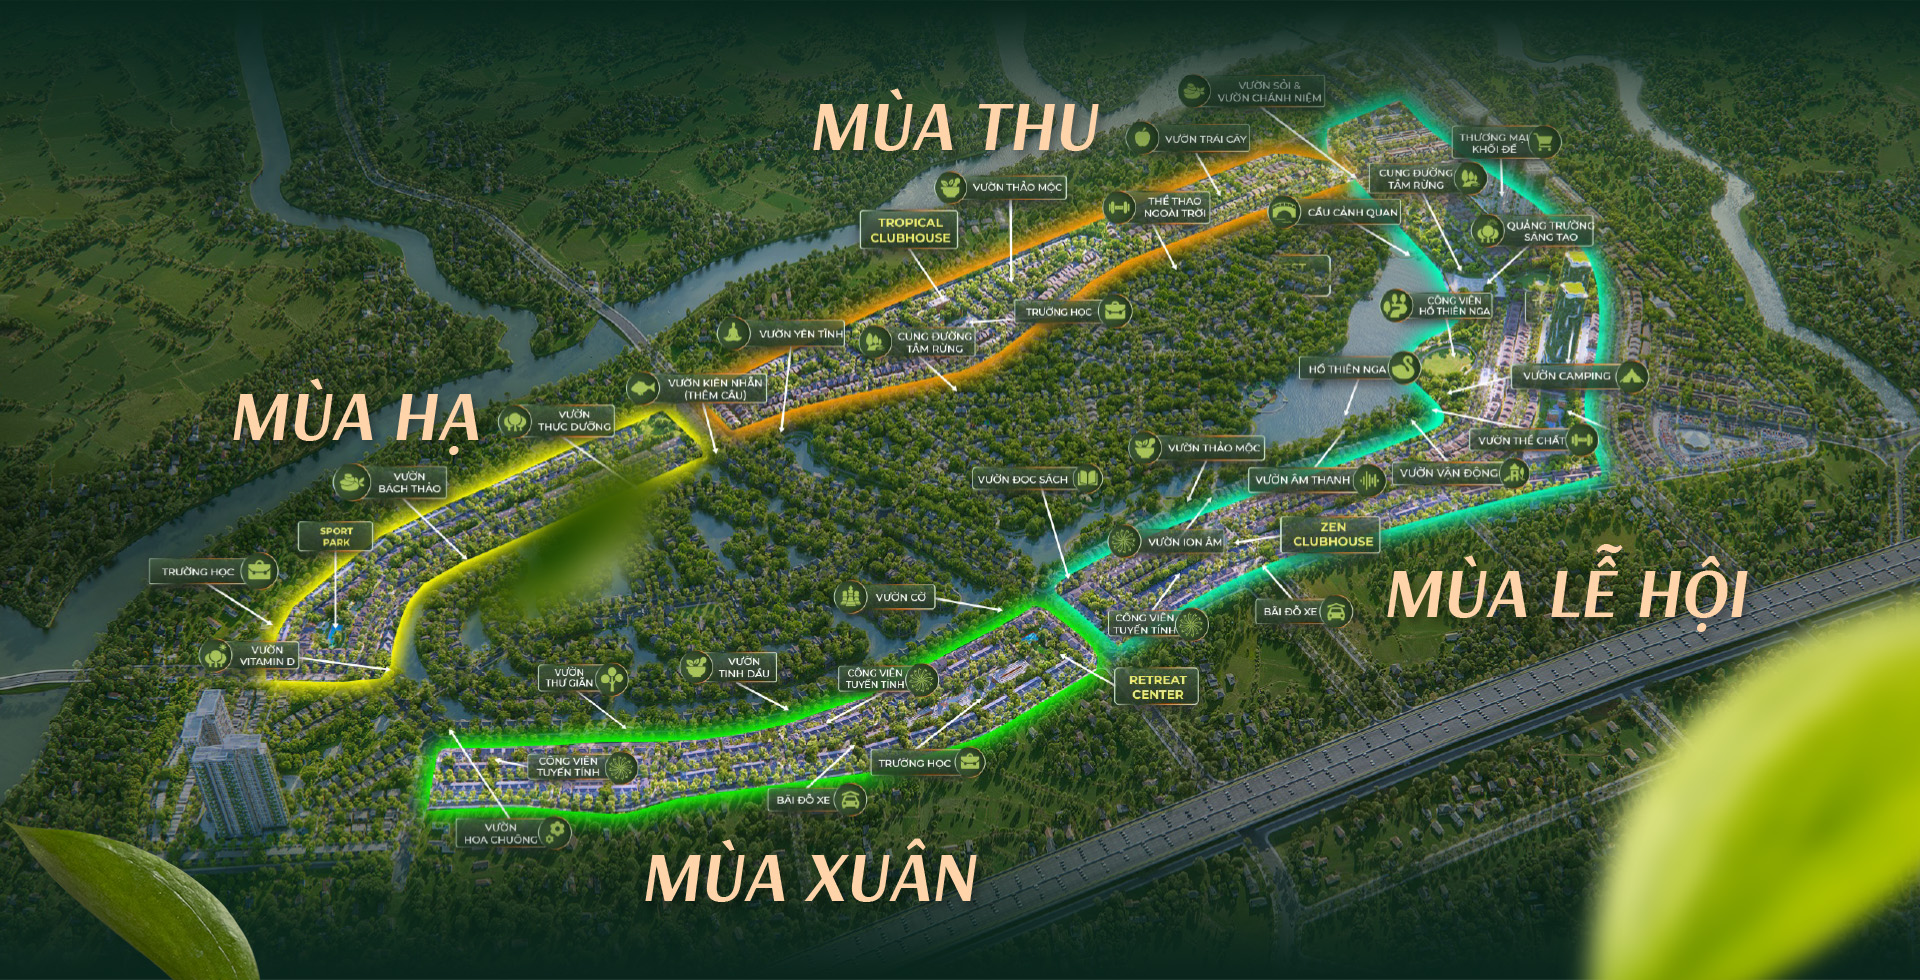 VƯỜN SỎI &
VƯỜN CHÁNH NIỆM
MÙA THU
VƯỜN TRÁI CÂY
THƯƠNG MẠI
KHỐI ĐẾ
CUNG ĐƯỜNG
TẮM RỪNG
VƯỜN THẢO MỘC
THỂ THAO
NGOÀI TRỜI
CẦU CẢNH QUAN
TROPICAL
CLUBHOUSE
QUẢNG TRƯỜNG
SÁNG TẠO
CÔNG VIÊN
HỒ THIÊN NGA
TRƯỜNG HỌC
VƯỜN YÊN TĨNH
CUNG ĐƯỜNG
TẮM RỪNG
HỒ THIÊN NGA
VƯỜN CAMPING
VƯỜN KIÊN NHẪN
(THÊM CẦU)
MÙA HẠ
VƯỜN
THỰC DƯỠNG
VƯỜN THỂ CHẤT
VƯỜN THẢO MỘC
VƯỜN VẬN ĐỘNG
VƯỜN
BÁCH THẢO
VƯỜN ĐỌC SÁCH
VƯỜN ÂM THANH
SPORT
PARK
ZEN
CLUBHOUSE
VƯỜN ION ÂM
TRƯỜNG HỌC
MÙA LỄ HỘI
VƯỜN CỜ
BÃI ĐỖ XE
CÔNG VIÊN
TUYẾN TÍNH
VƯỜN
VITAMIN D
VƯỜN
THƯ GIÃN
VƯỜN
TINH DẦU
CÔNG VIÊN
TUYẾN TÍNH
RETREAT
CENTER
CÔNG VIÊN
TUYẾN TÍNH
TRƯỜNG HỌC
BÃI ĐỖ XE
VƯỜN
HOA CHUÔNG
MÙA XUÂN